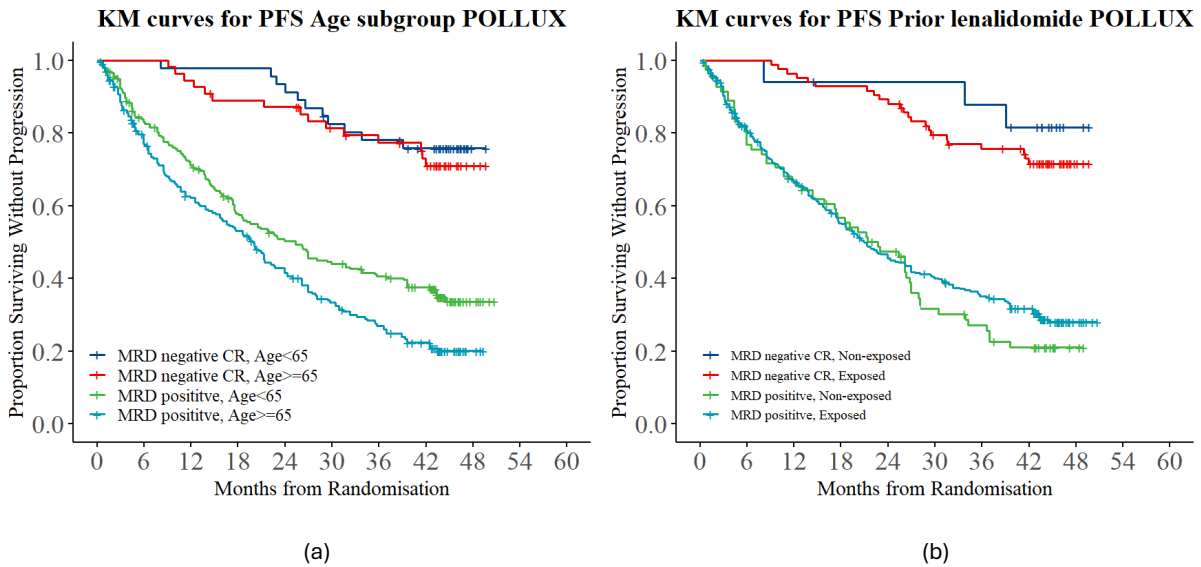 KM curves for PFS Age subgroup POLLUX
Proportion Surviving Without Progression
1.0
0.8
0.6
0.4
0.2
0.0
MRD negative CR, Age<65
MRD negative CR, Age>=65
MRD posititve, Age<65
MRD posititve, Age>=65
0 6 12 18 24 30 36 42 48 54 60
Months from Randomisation
(a)
KM curves for PFS Prior lenalidomide POLLUX
Proportion Surviving Without Progression
1.0
0.8
0.6
0.4
0.2
0.0
MRD negative CR, Non-exposed
MRD negative CR, Exposed
MRD positive, Non-exposed
MRD posititve, Exposed
0 6 12 18 24 30 36 42 48 54 60
Months from Randomisation
(b)